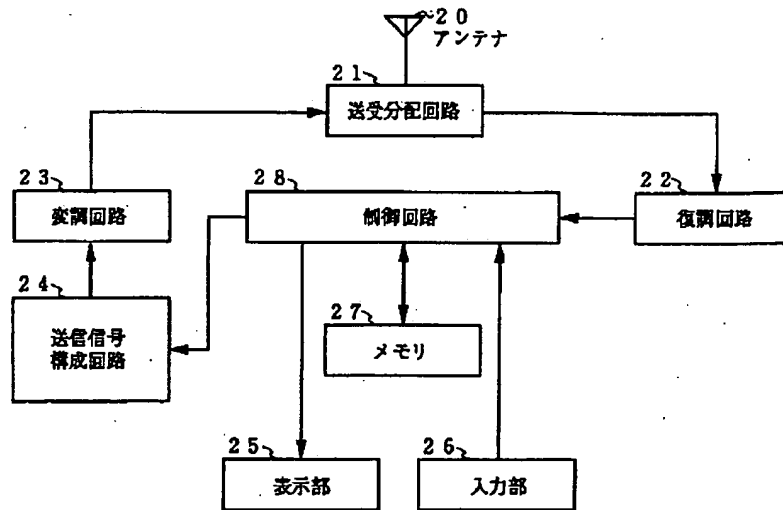 20
アンテナ
21
送受分配回路
23
変調回路
28
制御回路
22
復調回路
24
送信信号
構成回路
27
メモリ
25
表示部
26
入力部